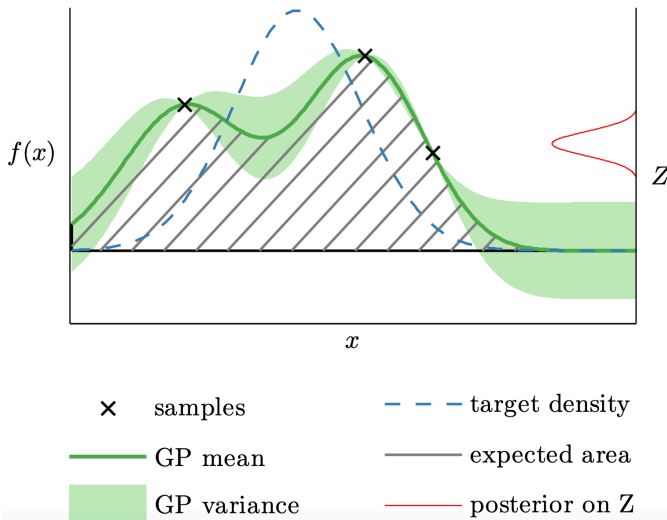 f(x)
Z
x
samples
target density
GP mean
expected area
GP variance
posterior on Z